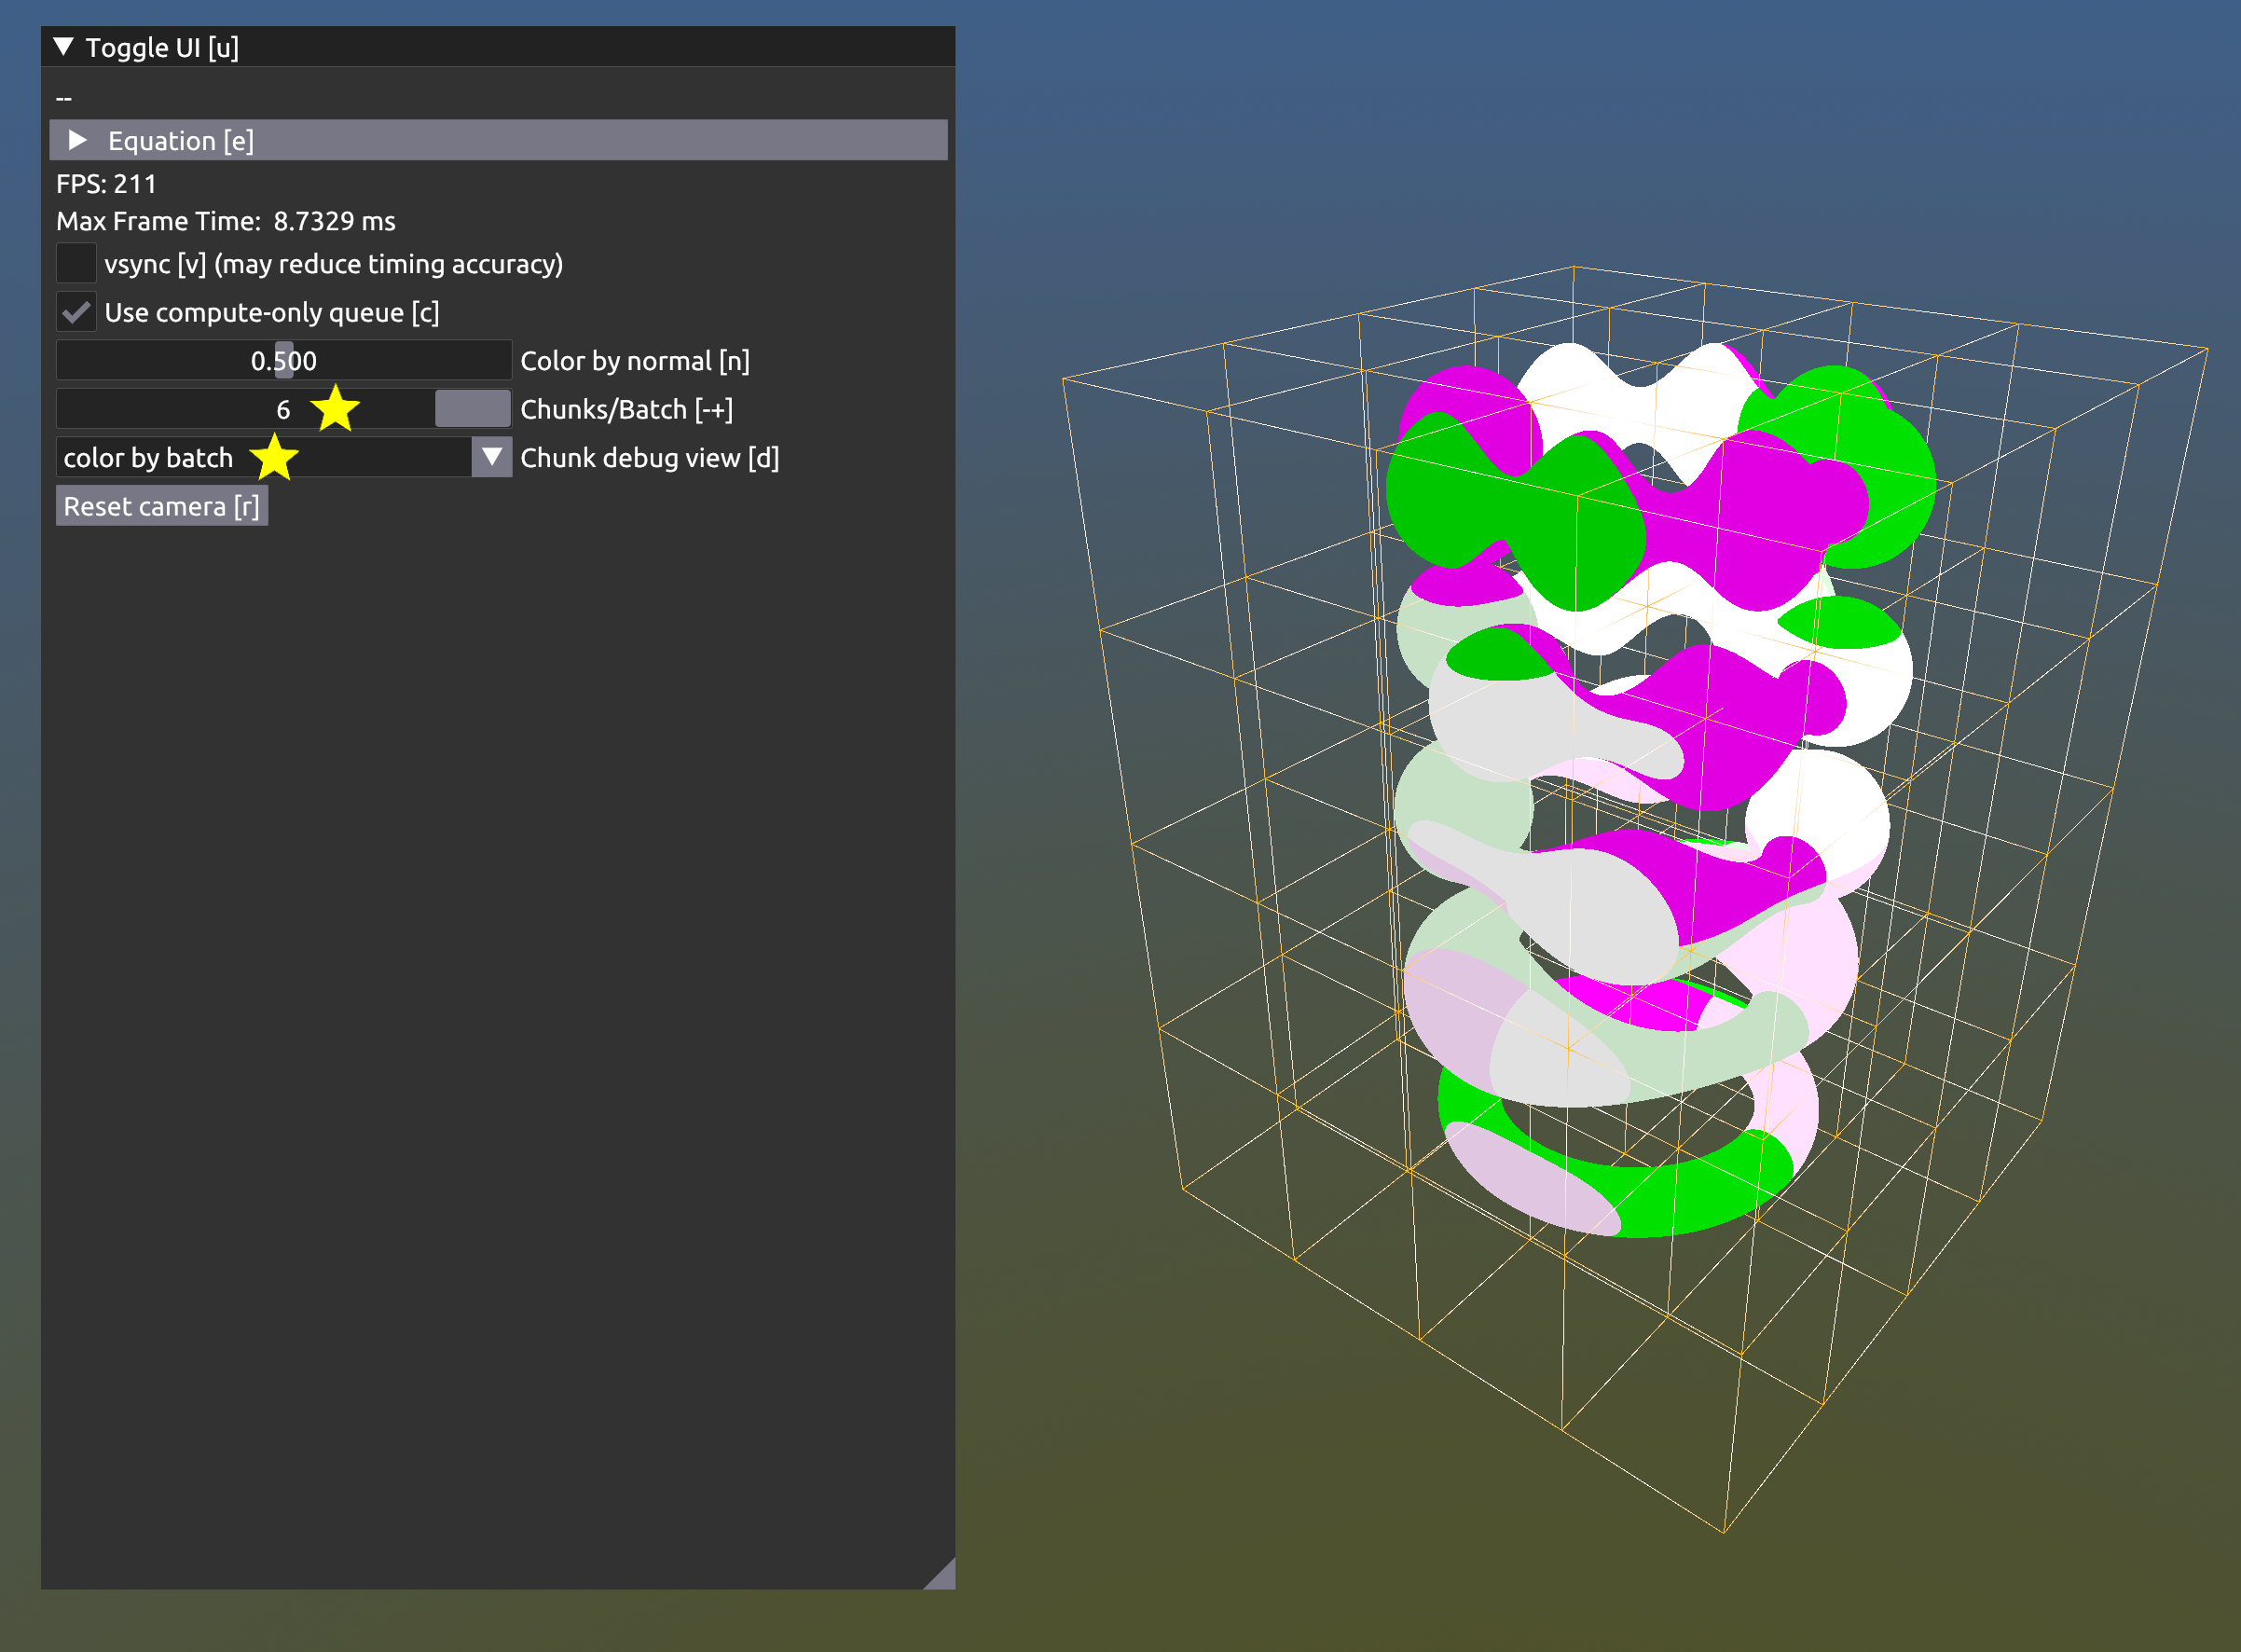 Toggle UI [u]
--
Equation [e]
FPS: 211
Max Frame Time: 8.7329 ms
vsync [v] (may reduce timing accuracy)
Use compute-only queue [c]
0.500 Color by normal [n]
6 Chunks/Batch [-+]
color by batch Chunk debug view [d]
Reset camera [r]